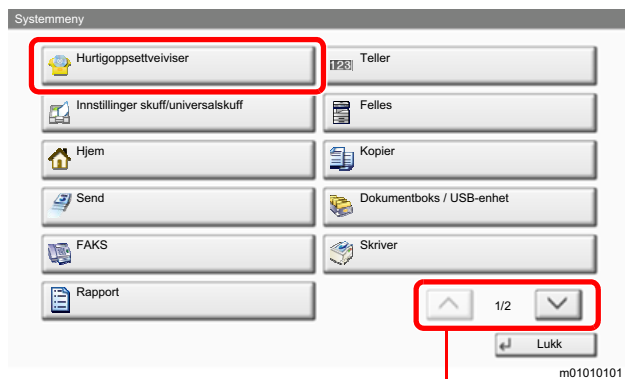 Systemmeny
Hurtigoppsettveiviser
123 Teller
Innstillinger skuff/universalskuff
Felles
Hjem
Kopier
Send
Dokumentboks / USB-enhet
FAKS
Skriver
Rapport
1/2
Lukk
m01010101